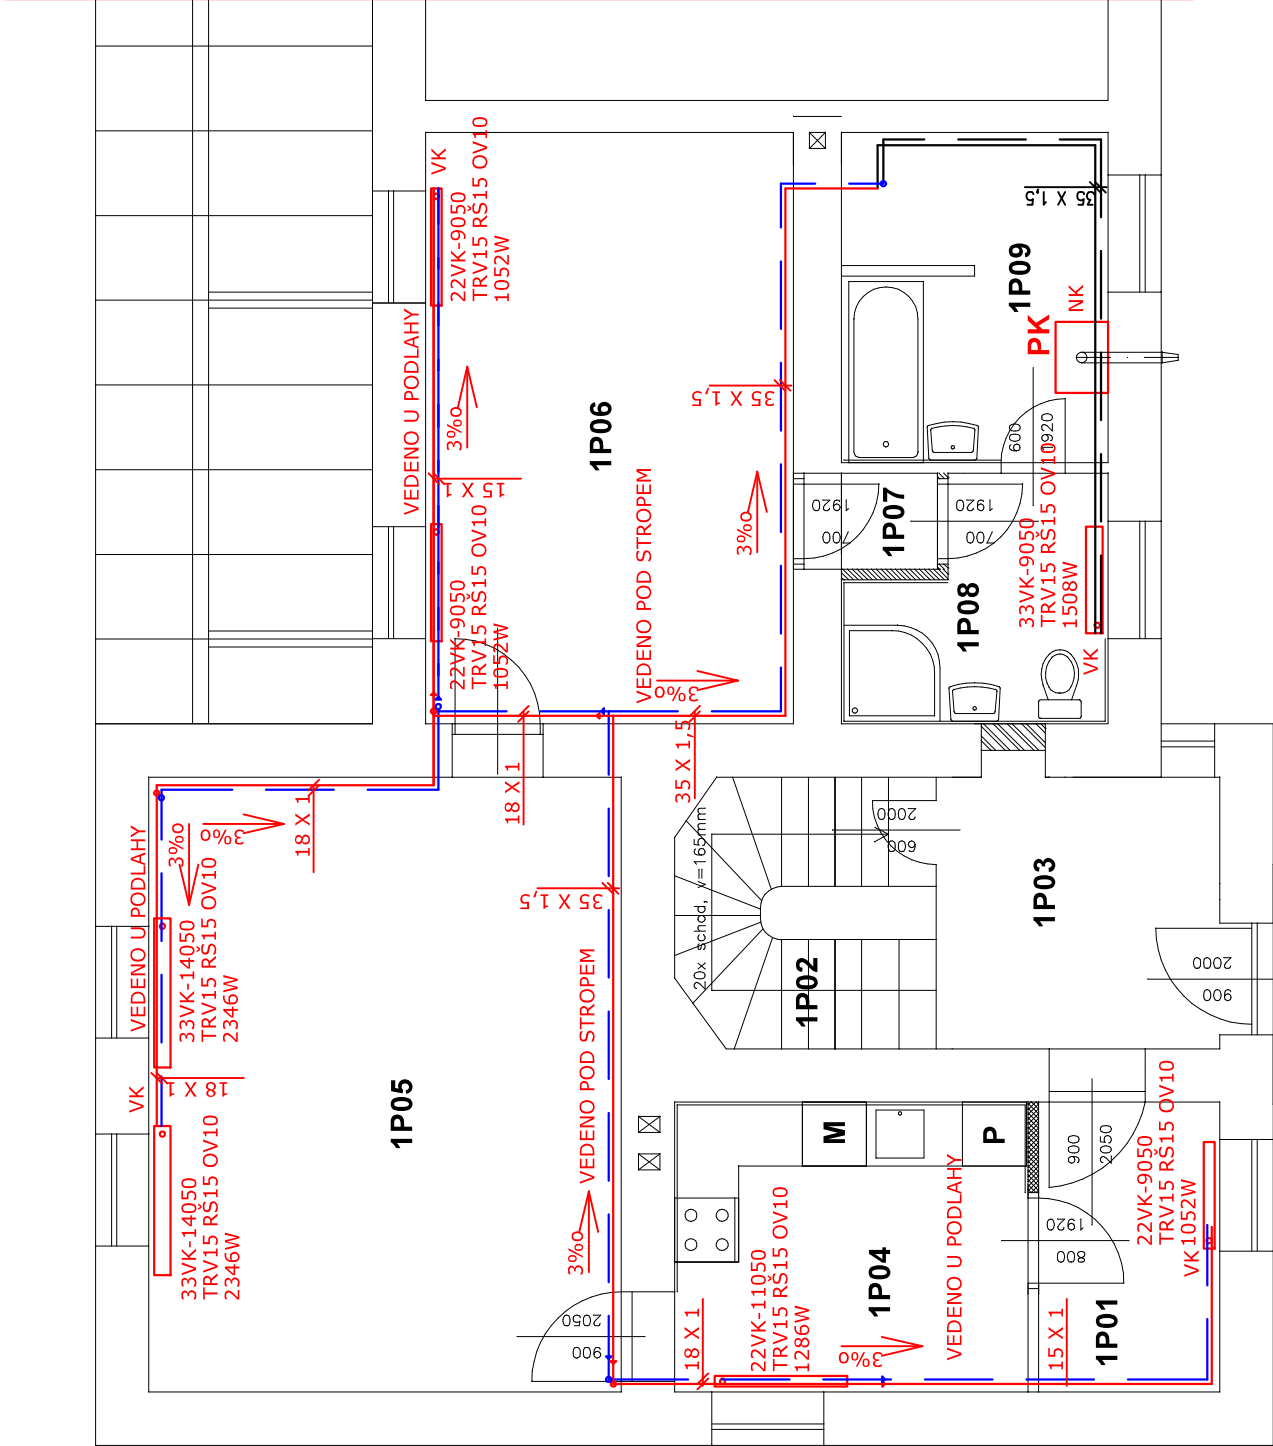 VK
22VK-9050
TRV15 RŠ15 OV10
1052W
VEDENO U PODLAHY
3‰
15 X 1
22VK-9050
TRV15 RŠ15 OV10
1052W
1P06
35 X 1,5
VEDENO POD STROPEM
3‰
3‰
35 X 1,5
18 X 1
35 X 1,5
1P09
NK
PK
600
1920
1920
700
1P07
1920
700
33VK-9050
TRV15 RŠ15 OV10
1508W
VK
1P08
18 X 1
3‰
3‰
VEDENO U PODLAHY
33VK-14050
TRV15 RŠ15 OV10
2346W
VK
18 X 1
33VK-14050
TRV15 RŠ15 OV10
2346W
1P05
35 X 1,5
VEDENO POD STROPEM
3‰
2050
900
20x schod, v=165mm
2000
600
1P02
1P03
2000
900
M
P
900
2050
1920
800
22VK-9050
TRV15 RŠ15 OV10
1052W
VK
15 X 1
1P01
1P04
VEDENO U PODLAHY
3‰
22VK-11050
TRV15 RŠ15 OV10
1286W
18 X 1